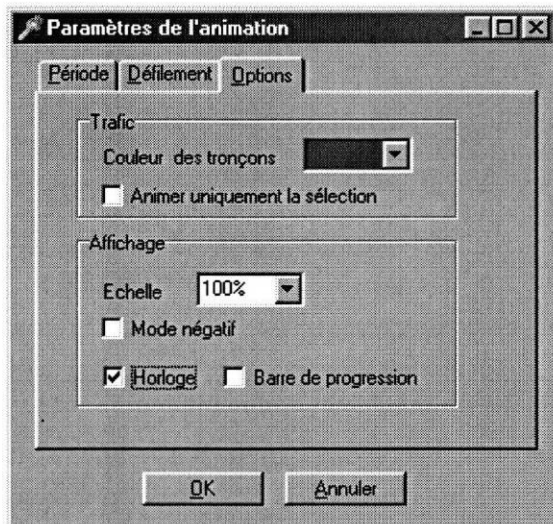 Paramètres de l'animation
Période Défilement Options
Trafic
Couleur des tronçons
Animer uniquement la sélection
Affichage
Echelle 100%
Mode négatif
Horloge Barre de progression
OK Annuler